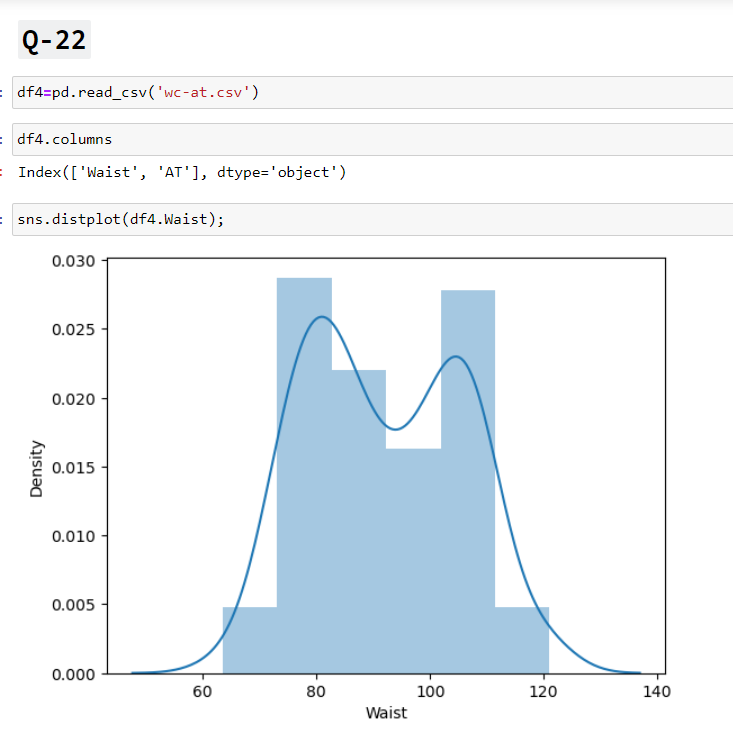 Q-22
df4=pd.read_csv('wc-at.csv')
df4.columns
Index(['Waist', 'AT'], dtype='object')
sns.distplot(df4.Waist);
0.030
0.025
0.020
0.015
0.010
0.005
0.000
Density
60 80 100 120 140
Waist